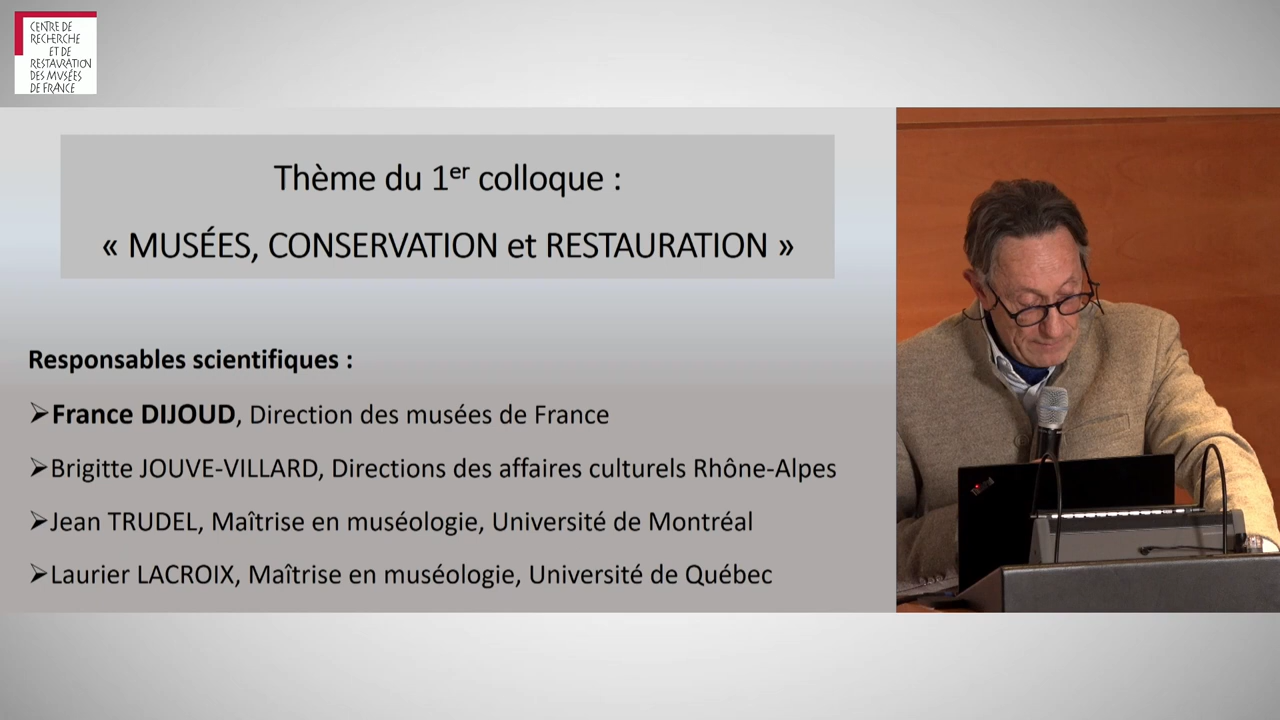 CENTRE DE
RECHERCHE
ET DE
RESTAURATION
DES MUSÉES
DE FRANCE
Thème du 1er colloque :
« MUSÉES, CONSERVATION et RESTAURATION »
Responsables scientifiques :
➢France DIJOUD, Direction des musées de France
➢Brigitte JOUVE-VILLARD, Directions des affaires culturels Rhône-Alpes
➢Jean TRUDEL, Maîtrise en muséologie, Université de Montréal
➢Laurier LACROIX, Maîtrise en muséologie, Université de Québec